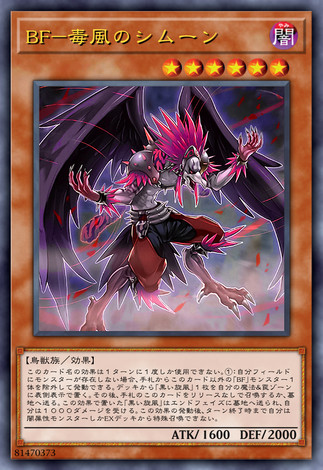 BF－毒風のシムーン
やみ
闇
【鳥獣族／効果】
このカード名の効果は１ターンに１度しか使用できない。①：自分フィールド
にモンスターが存在しない場合、手札からこのカード以外の「BF」モンスター１
体を除外して発動できる。デッキから「黒い旋風」１枚を自分の魔法&罠ゾーン
に表側表示で置く。その後、手札のこのカードをリリースなしで召喚するか、墓
地へ送る。この効果で置いた「黒い旋風」はエンドフェイズに墓地へ送られ、自
分は１０００ダメージを受ける。この効果の発動後、ターン終了時まで自分は
闇属性モンスターしかEXデッキから特殊召喚できない。
ATK/ 1600 DEF/2000
81470373